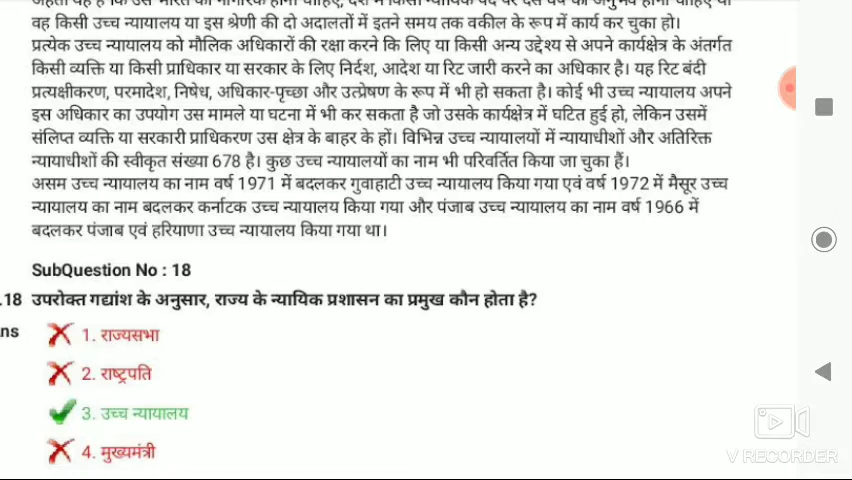 वह किसी उच्च न्यायालय या इस श्रेणी की दो अदालतों में इतने समय तक वकील के रूप में कार्य कर चुका हो।
प्रत्येक उच्च न्यायालय को मौलिक अधिकारों की रक्षा करने कि लिए या किसी अन्य उद्देश्य से अपने कार्यक्षेत्र के अंतर्गत
किसी व्यक्ति या किसी प्राधिकार या सरकार के लिए निर्देश, आदेश या रिट जारी करने का अधिकार है। यह रिट बंदी
प्रत्यक्षीकरण, परमादेश, निषेध, अधिकार-पृच्छा और उत्प्रेषण के रूप में भी हो सकता है। कोई भी उच्च न्यायालय अपने
इस अधिकार का उपयोग उस मामले या घटना में भी कर सकता है जो उसके कार्यक्षेत्र में घटित हुई हो, लेकिन उसमें
संलिप्त व्यक्ति या सरकारी प्राधिकरण उस क्षेत्र के बाहर के हों। विभिन्न उच्च न्यायालयों में न्यायाधीशों और अतिरिक्त
न्यायाधीशों की स्वीकृत संख्या 678 है। कुछ उच्च न्यायालयों का नाम भी परिवर्तित किया जा चुका हैं।
असम उच्च न्यायालय का नाम वर्ष 1971 में बदलकर गुवाहाटी उच्च न्यायालय किया गया एवं वर्ष 1972 में मैसूर उच्च
न्यायालय का नाम बदलकर कर्नाटक उच्च न्यायालय किया गया और पंजाब उच्च न्यायालय का नाम वर्ष 1966 में
बदलकर पंजाब एवं हरियाणा उच्च न्यायालय किया गया था।
SubQuestion No : 18
.18 उपरोक्त गद्यांश के अनुसार, राज्य के न्यायिक प्रशासन का प्रमुख कौन होता है?
ns 1. राज्यसभा
2. राष्ट्रपति
3. उच्च न्यायालय
4. मुख्यमंत्री
V RECORDER